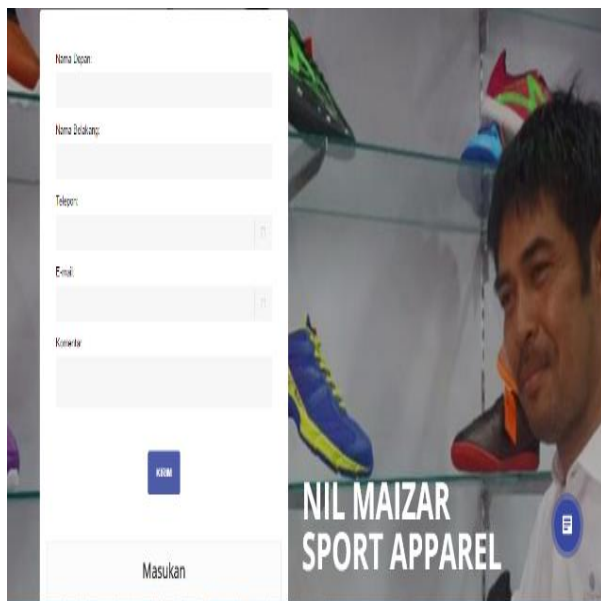 Nama Depan:
Nama Belakang:
Telepon:
E-mail:
Komentar
KIRIM
Masukan
NIL MAIZAR
SPORT APPAREL